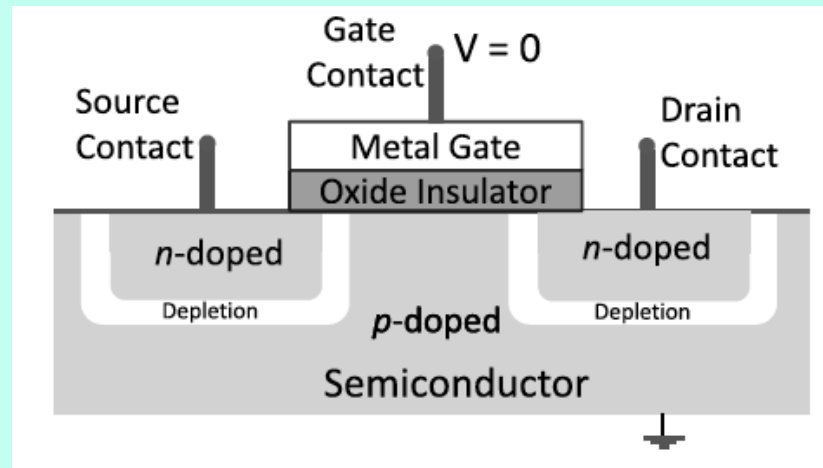 Gate
Contact
V = 0
Source
Contact
Drain
Contact
Metal Gate
Oxide Insulator
n-doped
n-doped
Depletion
Depletion
p-doped
Semiconductor